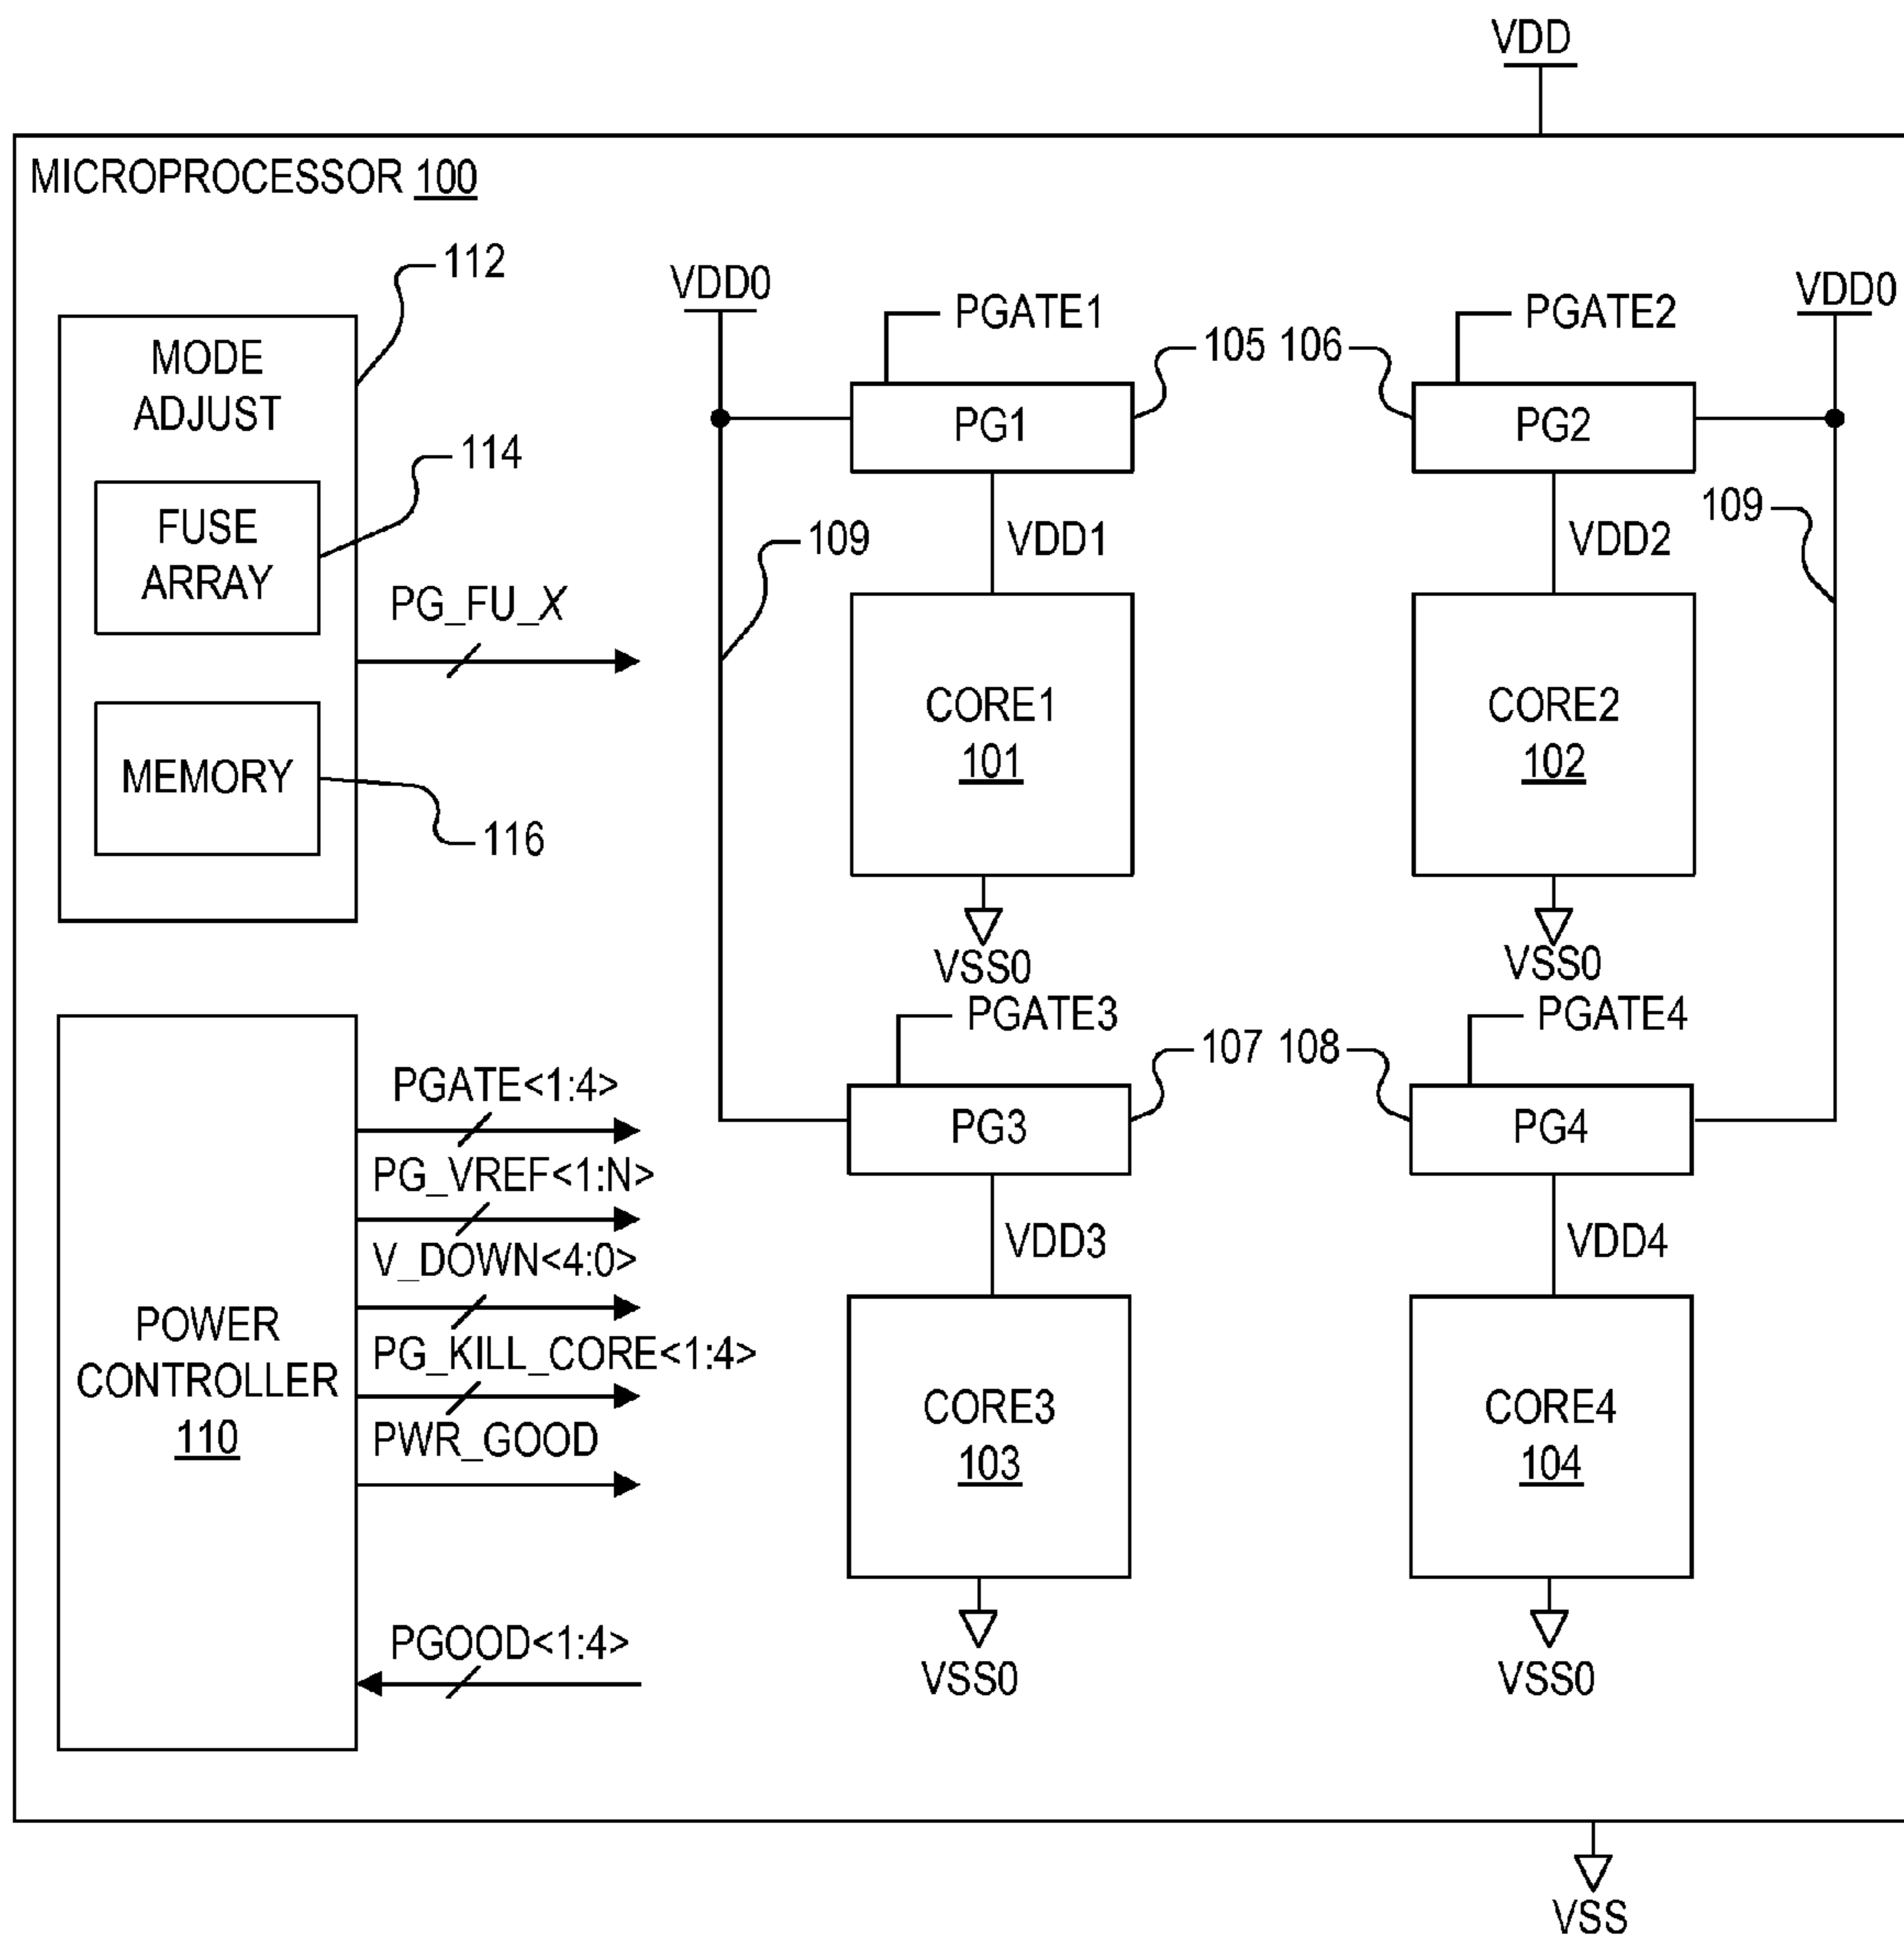 VDD
MICROPROCESSOR 100
112
MODE
ADJUST
114
FUSE
ARRAY
PG_FU_X
MEMORY
116
VDD0
PGATE1
105
PG1
109
VDD1
CORE1
101
VSS0
PGATE2
106
PG2
VDD0
109
VDD2
CORE2
102
VSS0
POWER
CONTROLLER
110
PGATE<1:4>
PG_VREF<1:N>
V_DOWN<4:0>
PG_KILL_CORE<1:4>
PWR_GOOD
PGOOD<1:4>
PGATE3
107
PG3
VDD3
CORE3
103
VSS0
PGATE4
108
PG4
VDD4
CORE4
104
VSS0
VSS